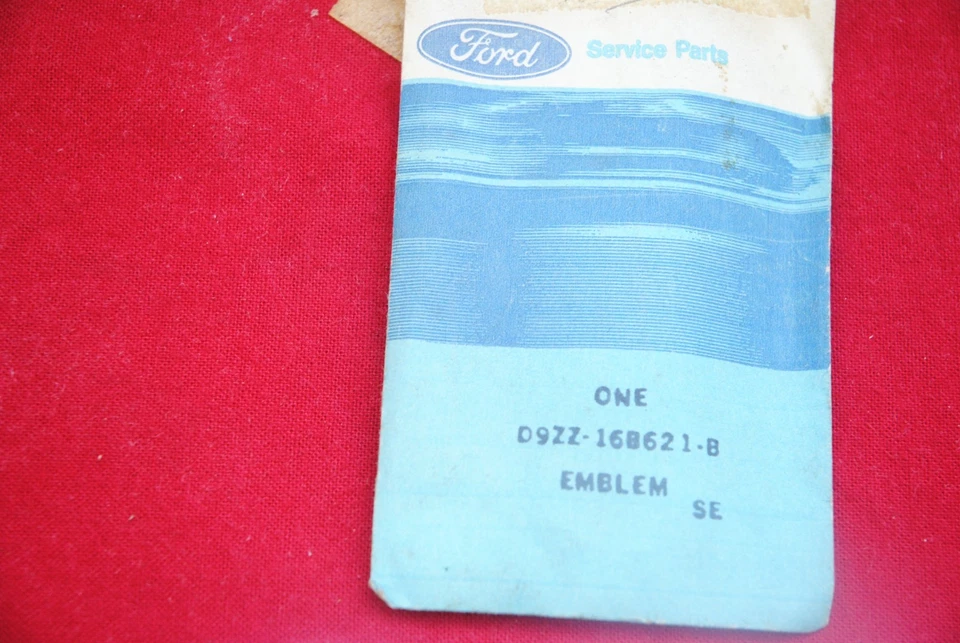 Ford Service Parts
ONE
D9ZZ-16B621-B
EMBLEM
SE